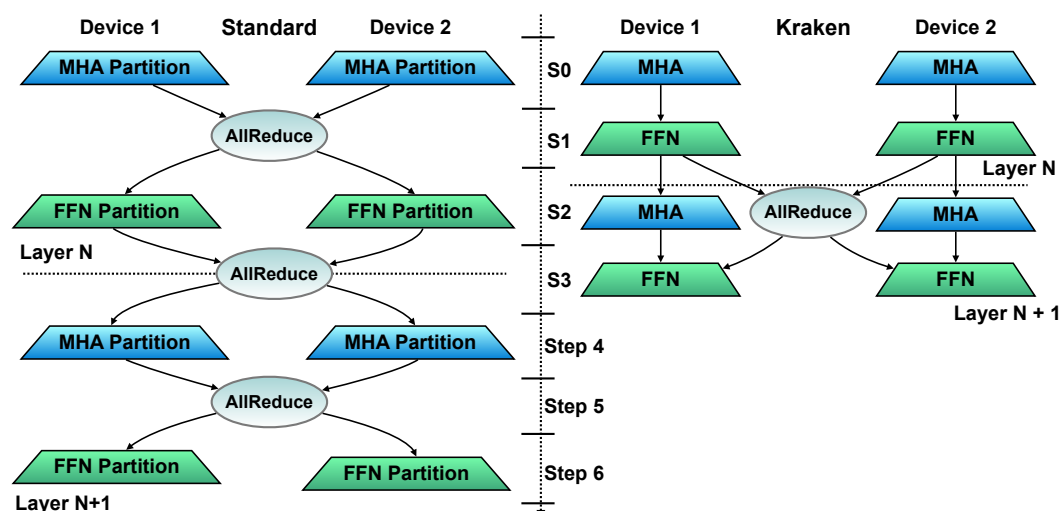 Device 1
Standard
Device 2
MHA Partition
MHA Partition
AllReduce
FFN Partition
FFN Partition
Layer N
AllReduce
MHA Partition
MHA Partition
AllReduce
FFN Partition
FFN Partition
Layer N+1
S0
S1
S2
S3
Step 4
Step 5
Step 6
Device 1
Kraken
Device 2
MHA
MHA
FFN
FFN
Layer N
AllReduce
MHA
MHA
FFN
FFN
Layer N + 1